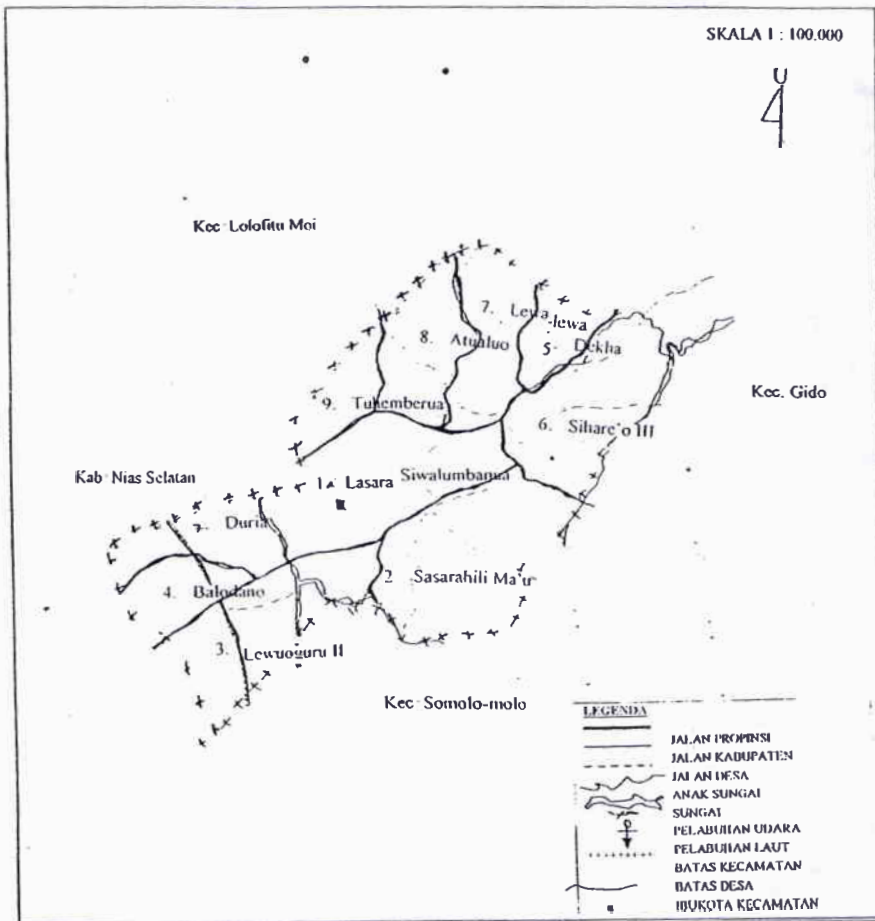 SKALA 1 : 100.000
U
Kec Lolofitu Moi
7. Lewa
-lewa
8. Atualuo
5. Dekha
Kec. Gido
9. Tuhemberua
6. Sihare'o III
Siwalumbanua
Kab Nias Selatan
1. Lasara
Duria
2 Sasarahili Ma'u
4. Balodano
3. Lewuoguru II
Kec Somolo-molo
LEGENDA
JALAN PROPINSI
JALAN KABUPATEN
JALAN DESA
ANAK SUNGAI
SUNGAI
PELABUHAN UDARA
PELABUHAN LAUT
BATAS KECAMATAN
BATAS DESA
IBUKOTA KECAMATAN